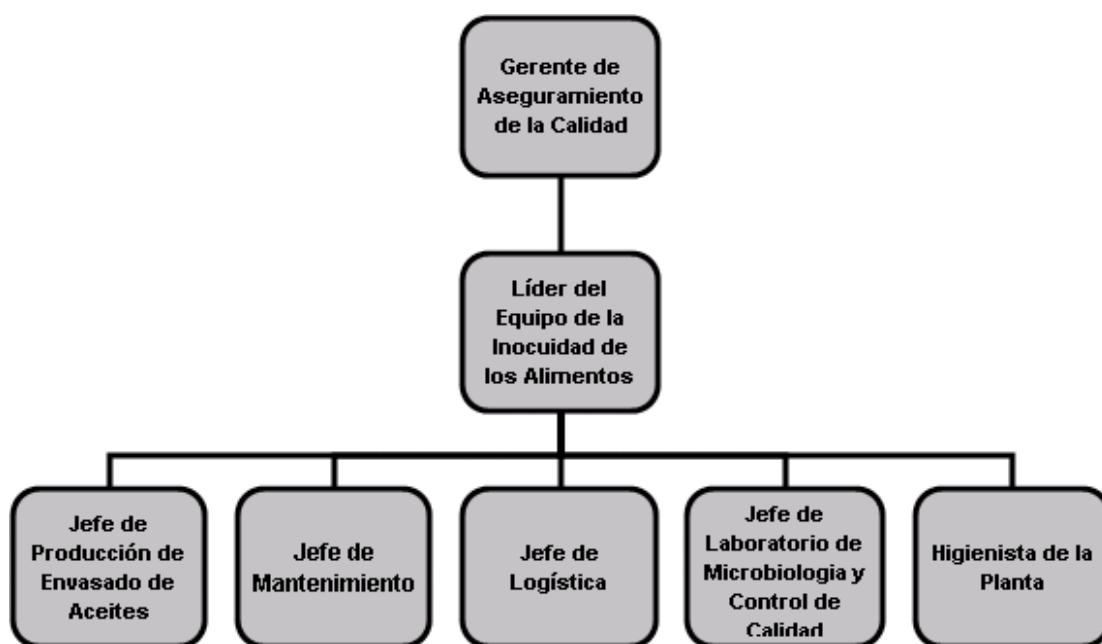 Gerente de
Aseguramiento
de la Calidad
Líder del
Equipo de la
Inocuidad de
los Alimentos
Jefe de
Producción de
Envasado de
Aceites
Jefe de
Mantenimiento
Jefe de
Logística
Jefe de
Laboratorio de
Microbiologia y
Control de
Calidad
Higienista de la
Planta